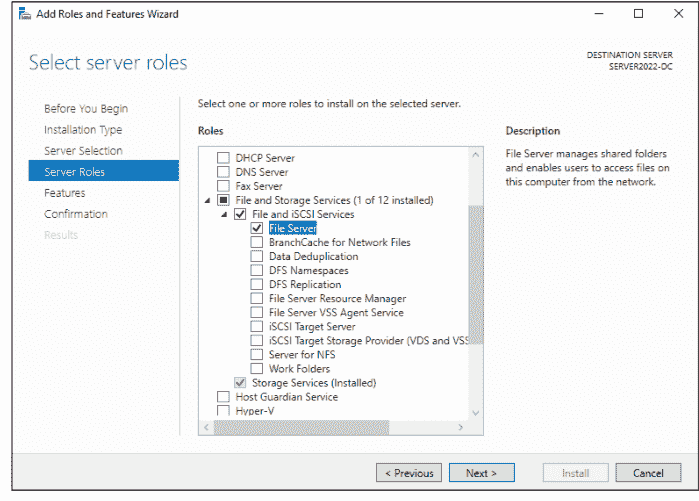 Add Roles and Features Wizard
Select server roles
DESTINATION SERVER
SERVER2022-DC
Before You Begin
Installation Type
Server Selection
Server Roles
Features
Confirmation
Results
Select one or more roles to install on the selected server.
Roles
DHCP Server
DNS Server
Fax Server
File and Storage Services (1 of 12 installed)
File and iSCSI Services
File Server
BranchCache for Network Files
Data Deduplication
DFS Namespaces
DFS Replication
File Server Resource Manager
File Server VSS Agent Service
iSCSI Target Server
iSCSI Target Storage Provider (VDS and VSS
Server for NFS
Work Folders
Storage Services (Installed)
Host Guardian Service
Hyper-V
Description
File Server manages shared folders
and enables users to access files on
this computer from the network.
< Previous
Next >
Install
Cancel